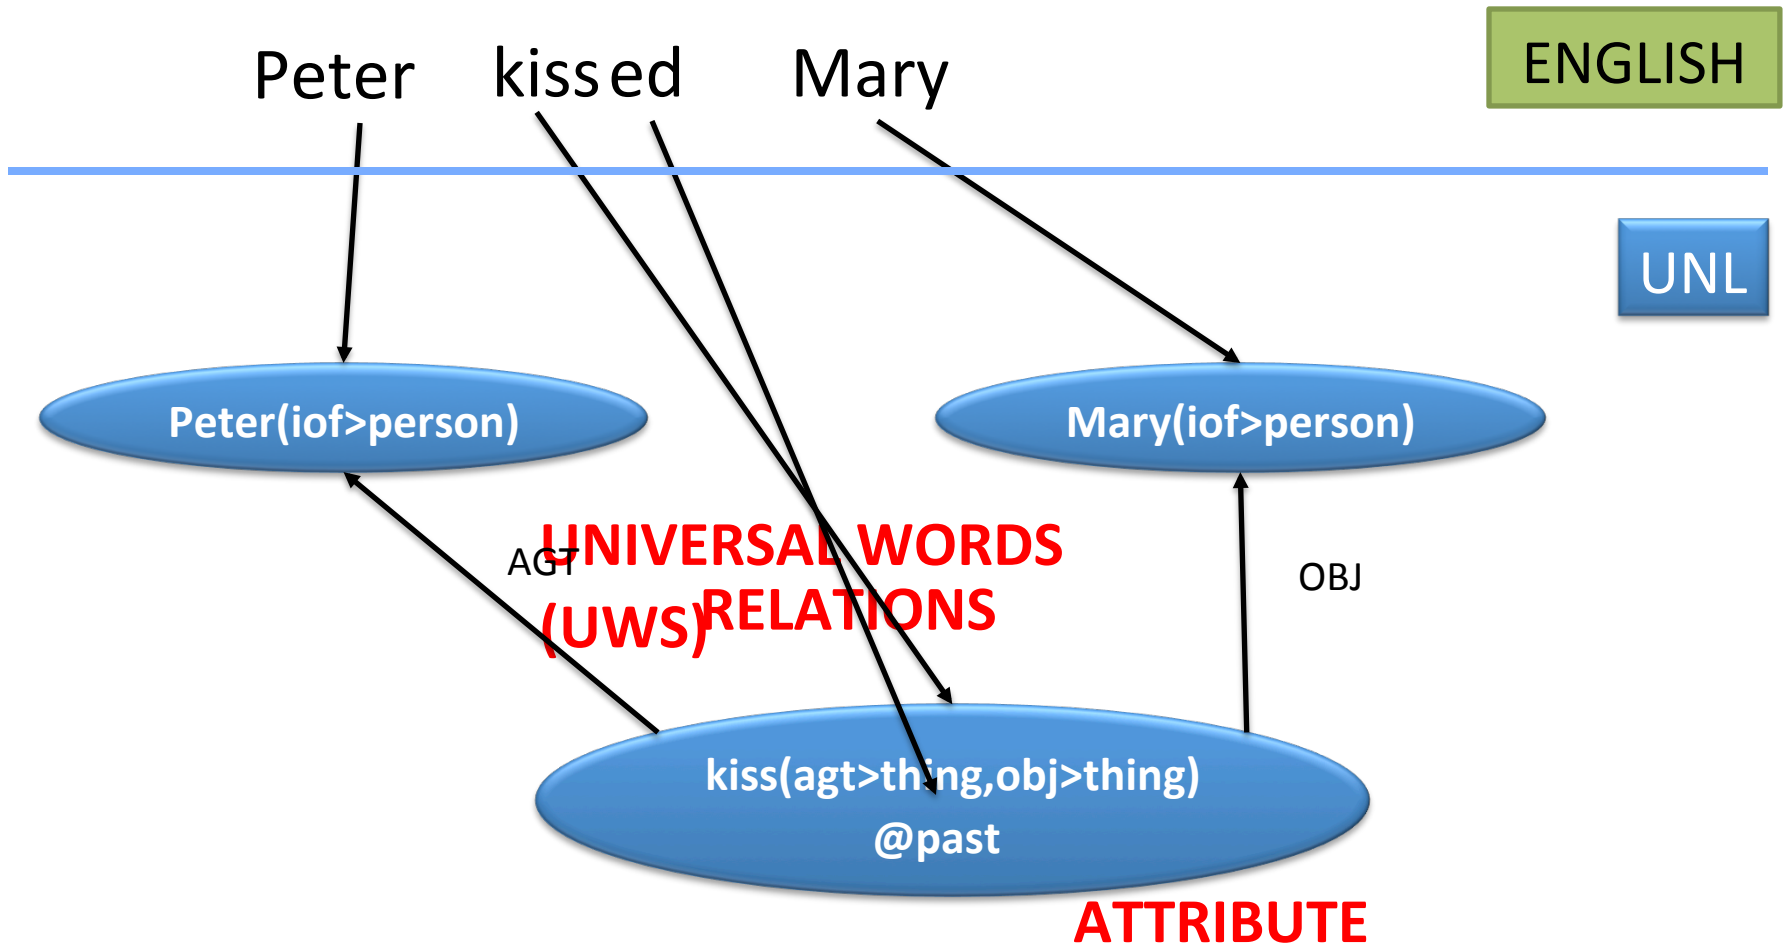 Peter kissed Mary
ENGLISH
UNL
Peter(iof>person)
Mary(iof>person)
UNIVERSAL WORDS
(UWS)
RELATIONS
AGT
OBJ
kiss(agt>thing,obj>thing)
@past
ATTRIBUTE